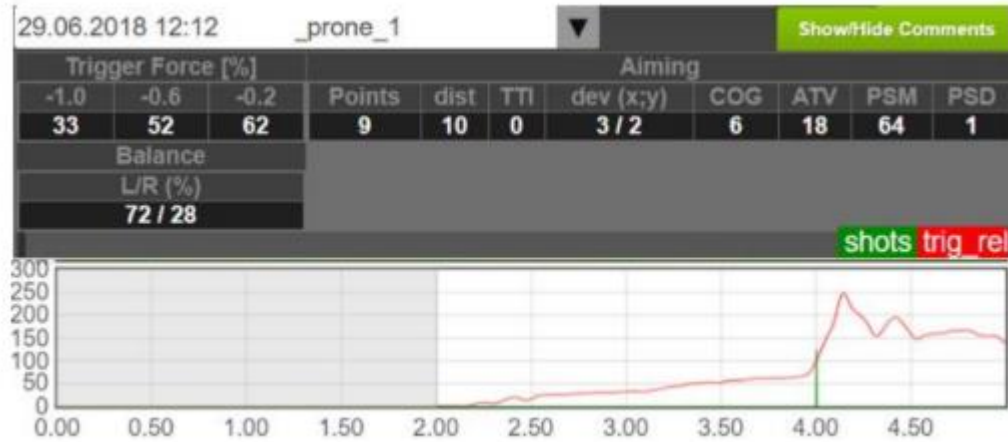 29.06.2018 12:12 _prone_1 ▼ Show/Hide Comments
Trigger Force [%] Aiming
-1.0 -0.6 -0.2 Points dist TTI dev (x;y) COG ATV PSM PSD
33 52 62 9 10 0 3 / 2 6 18 64 1
Balance
L/R (%)
72 / 28
shots trig_rel
300
250
200
150
100
50
0
0.00 0.50 1.00 1.50 2.00 2.50 3.00 3.50 4.00 4.50